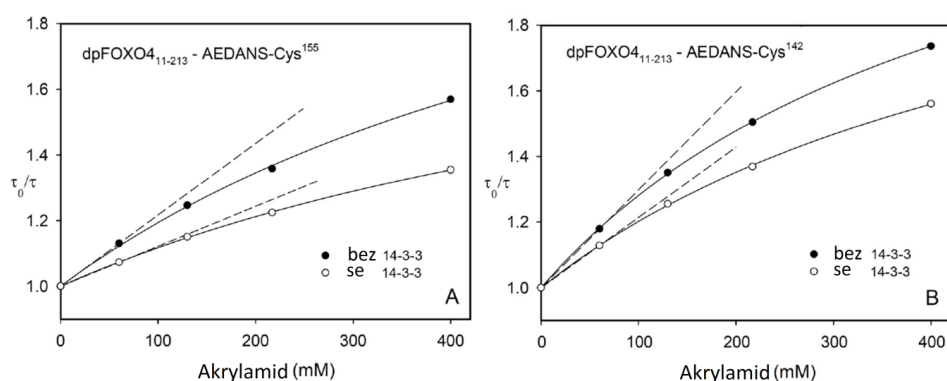 1.8
1.6
1.4
τ₀/τ
1.2
1.0
dpFOXO4₁₁₋₂₁₃ - AEDANS-Cys¹⁵⁵
bez 14-3-3
se 14-3-3
A
0 100 200 300 400
Akrylamid (mM)
1.8
1.6
1.4
τ₀/τ
1.2
1.0
dpFOXO4₁₁₋₂₁₃ - AEDANS-Cys¹⁴²
bez 14-3-3
se 14-3-3
B
0 100 200 300 400
Akrylamid (mM)